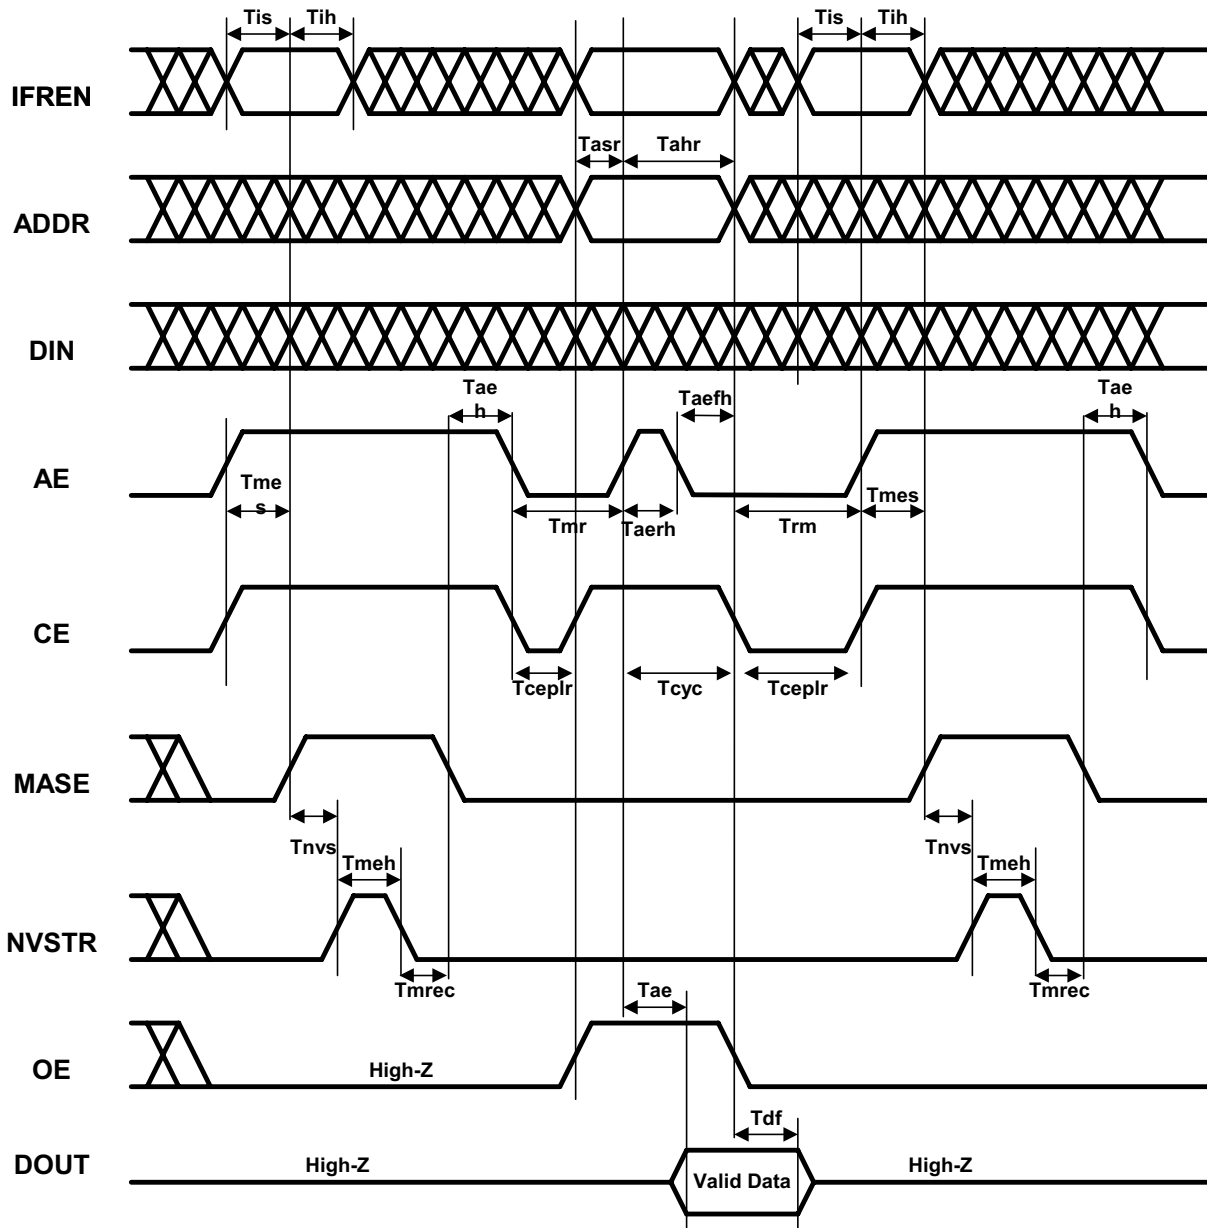 Tis Tih Tis Tih
IFREN
Tasr Tahr
ADDR
DIN
Tae
h
Taefh
Tae
h
AE
Tme
s
Tmr Taerh Trm Tmes
CE
Tceplr Tcyc Tceplr
MASE
Tnvs Tnvs
Tmeh Tmeh
NVSTR
Tmrec Tmrec
Tae
OE
High-Z
Tdf
DOUT
High-Z Valid Data High-Z